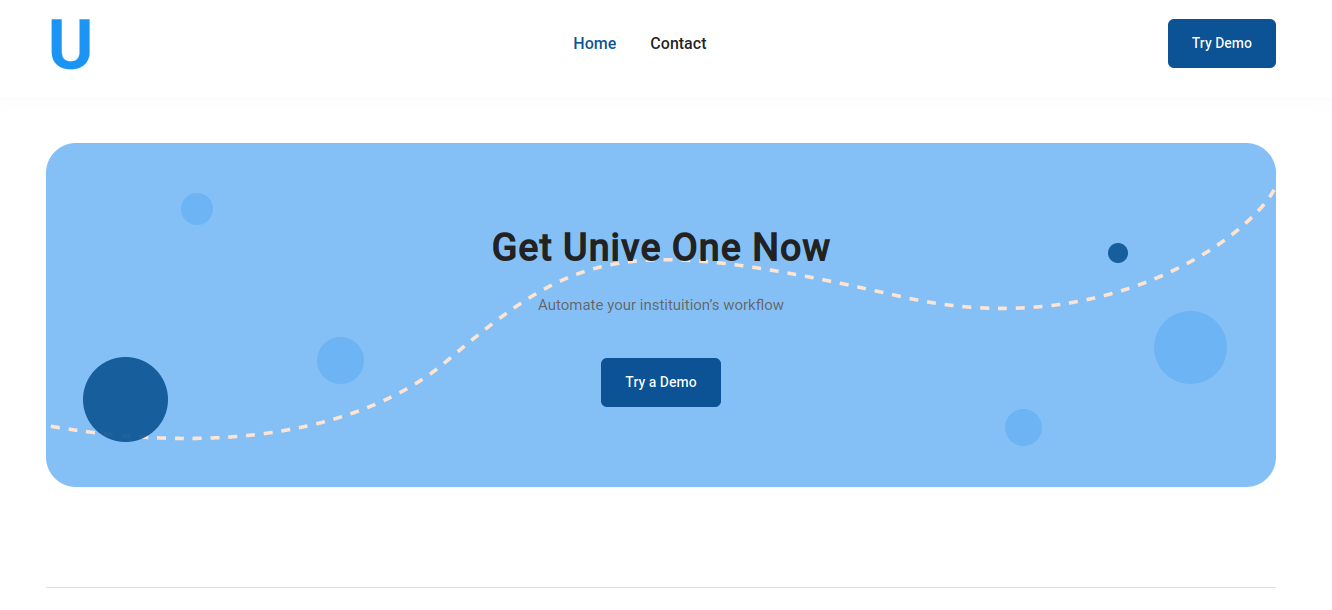 U
Home Contact Try Demo
Get Unive One Now
Automate your instituition's workflow
Try a Demo